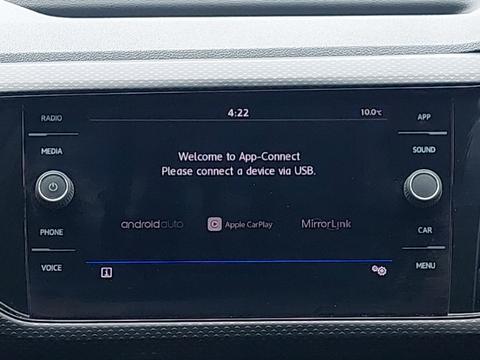 RADIO
MEDIA
PHONE
VOICE
4:22
10.0°C
Welcome to App-Connect
Please connect a device via USB.
androidauto
Apple CarPlay
MirrorLink
i
APP
SOUND
CAR
MENU